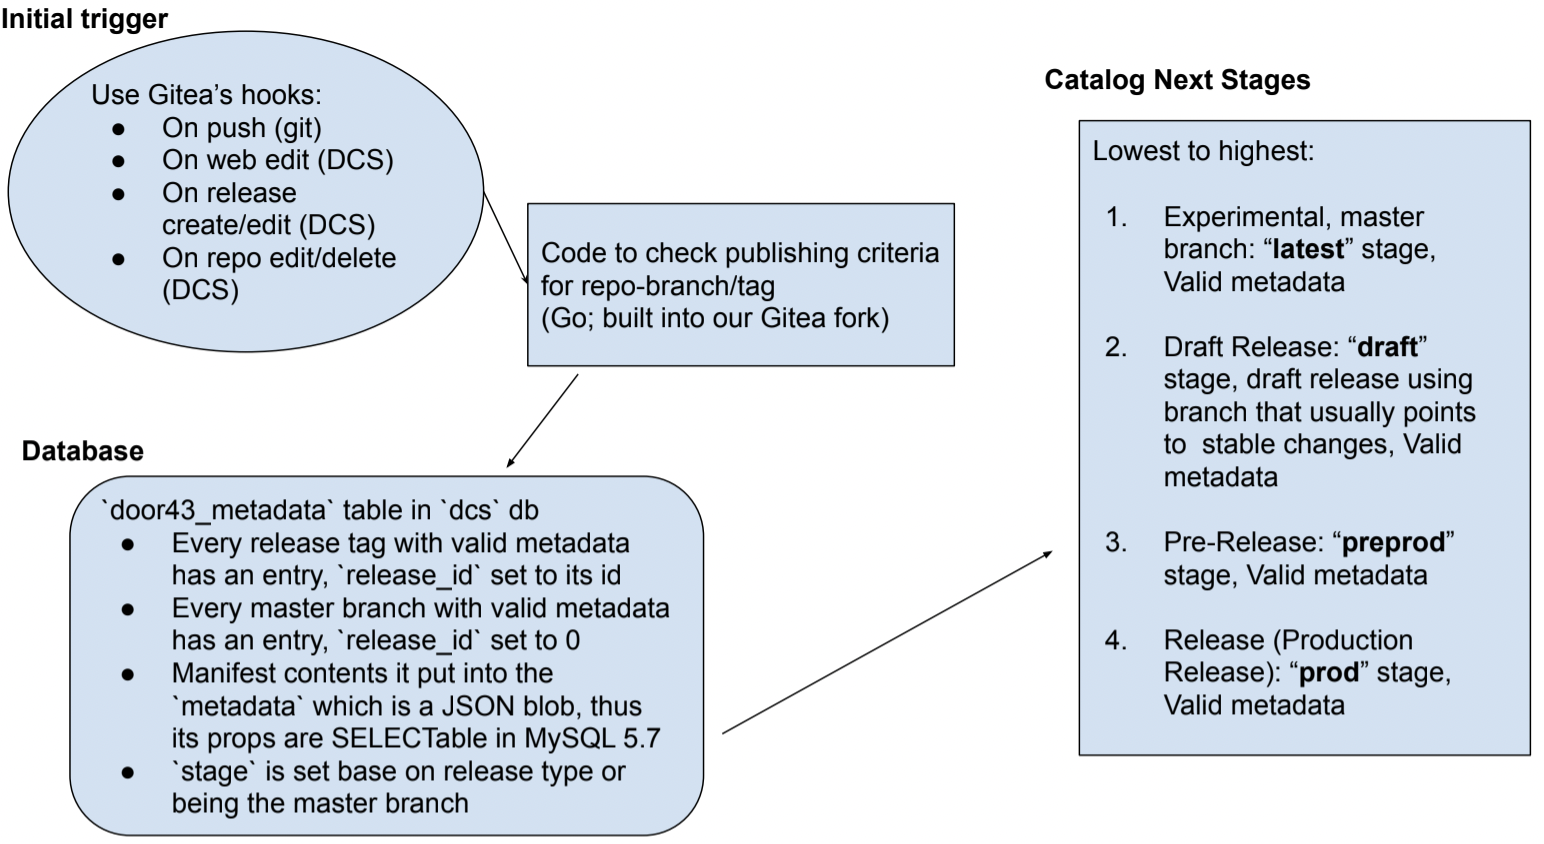 Initial trigger
Use Gitea’s hooks:
● On push (git)
● On web edit (DCS)
● On release
create/edit (DCS)
● On repo edit/delete
(DCS)
Code to check publishing criteria
for repo-branch/tag
(Go; built into our Gitea fork)
Database
`door43_metadata` table in `dcs` db
● Every release tag with valid metadata
has an entry, `release_id` set to its id
● Every master branch with valid metadata
has an entry, `release_id` set to 0
● Manifest contents it put into the
`metadata` which is a JSON blob, thus
its props are SELECTable in MySQL 5.7
● `stage` is set base on release type or
being the master branch
Catalog Next Stages
Lowest to highest:
1. Experimental, master
branch: “latest” stage,
Valid metadata
2. Draft Release: “draft”
stage, draft release using
branch that usually points
to  stable changes, Valid
metadata
3. Pre-Release: “preprod”
stage, Valid metadata
4. Release (Production
Release): “prod” stage,
Valid metadata